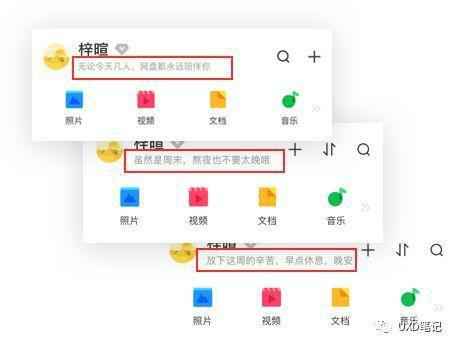 梓暄
无论今天几人，网盘都永远陪伴你
照片 视频 文档 音乐
梓暄
虽然是周末，熬夜也不要太晚哦
照片 视频 文档 音乐
放下这周的辛苦，早点休息，晚安
照片 视频 文档 音乐
UXD笔记